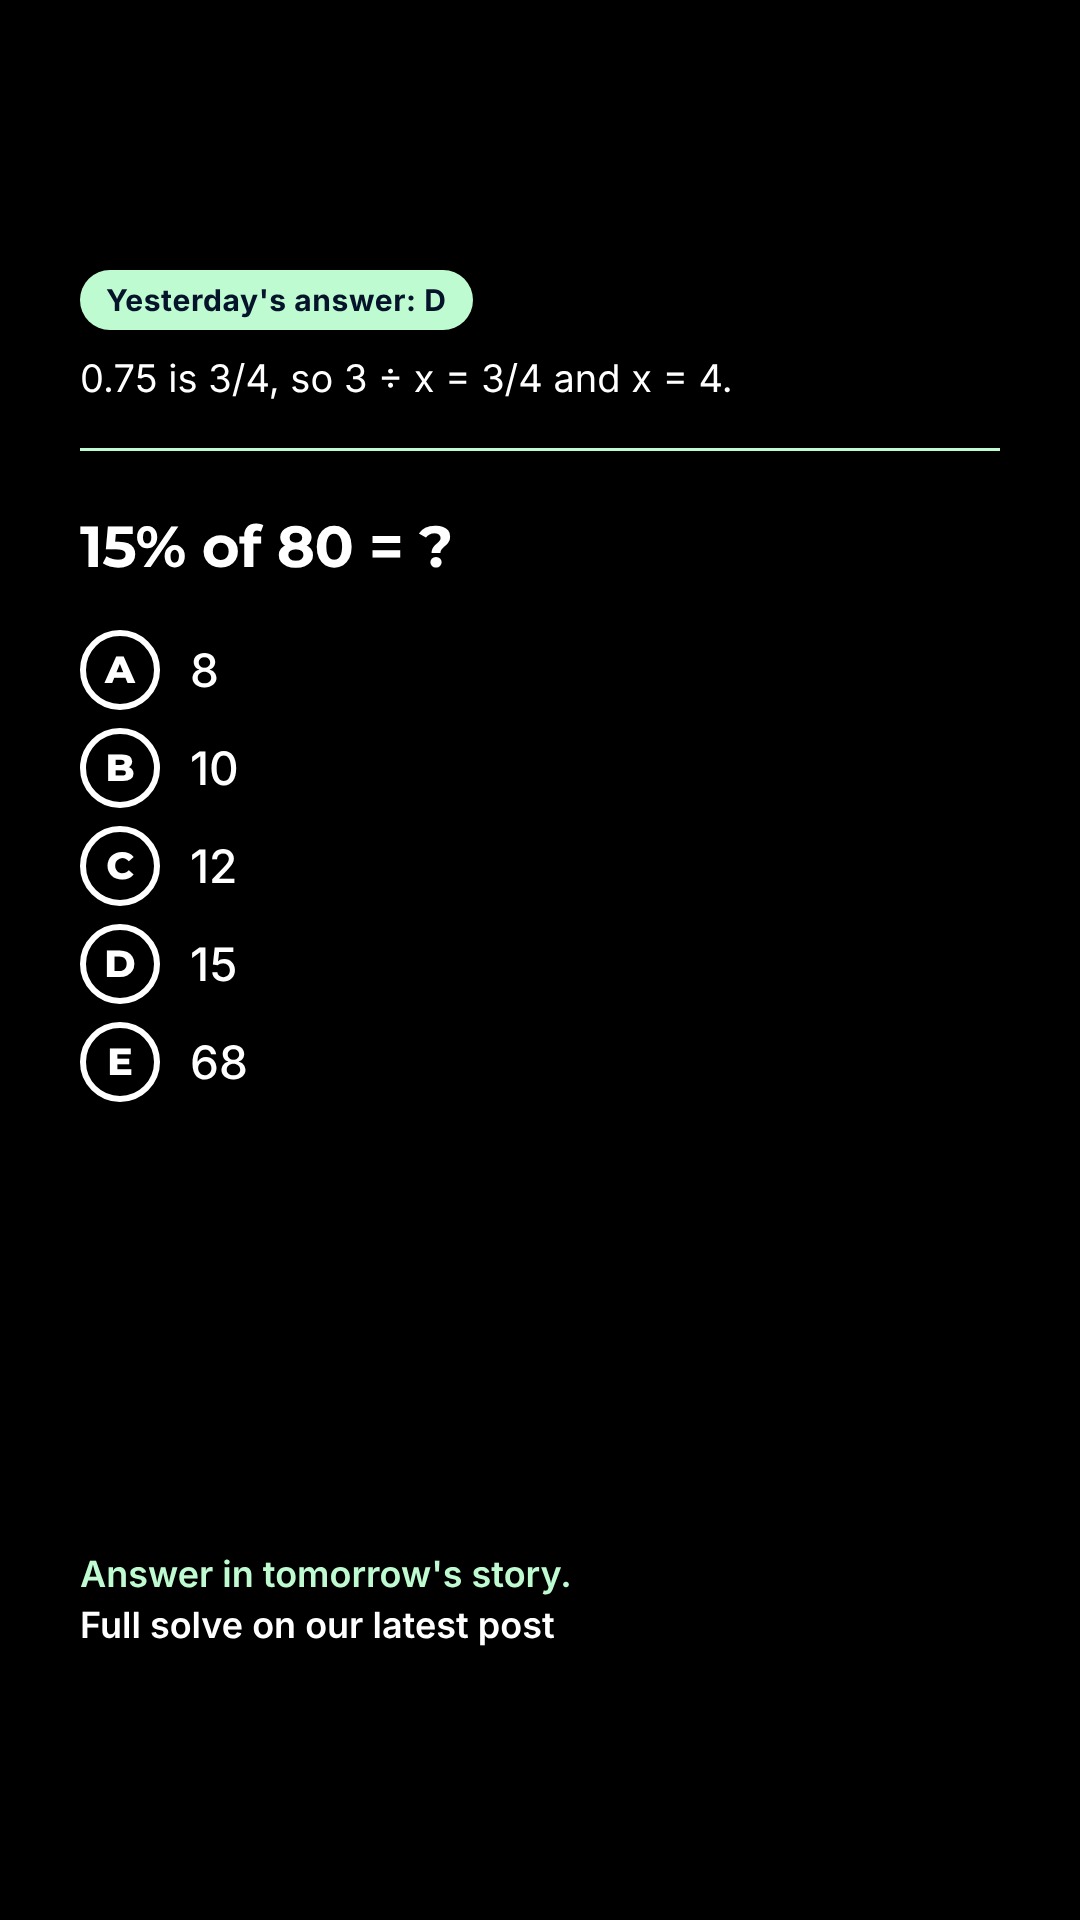 Yesterday's answer: D
0.75 is 3/4, so 3 ÷ x = 3/4 and x = 4.
15% of 80 = ?
A 8
B 10
C 12
D 15
E 68
Answer in tomorrow's story.
Full solve on our latest post